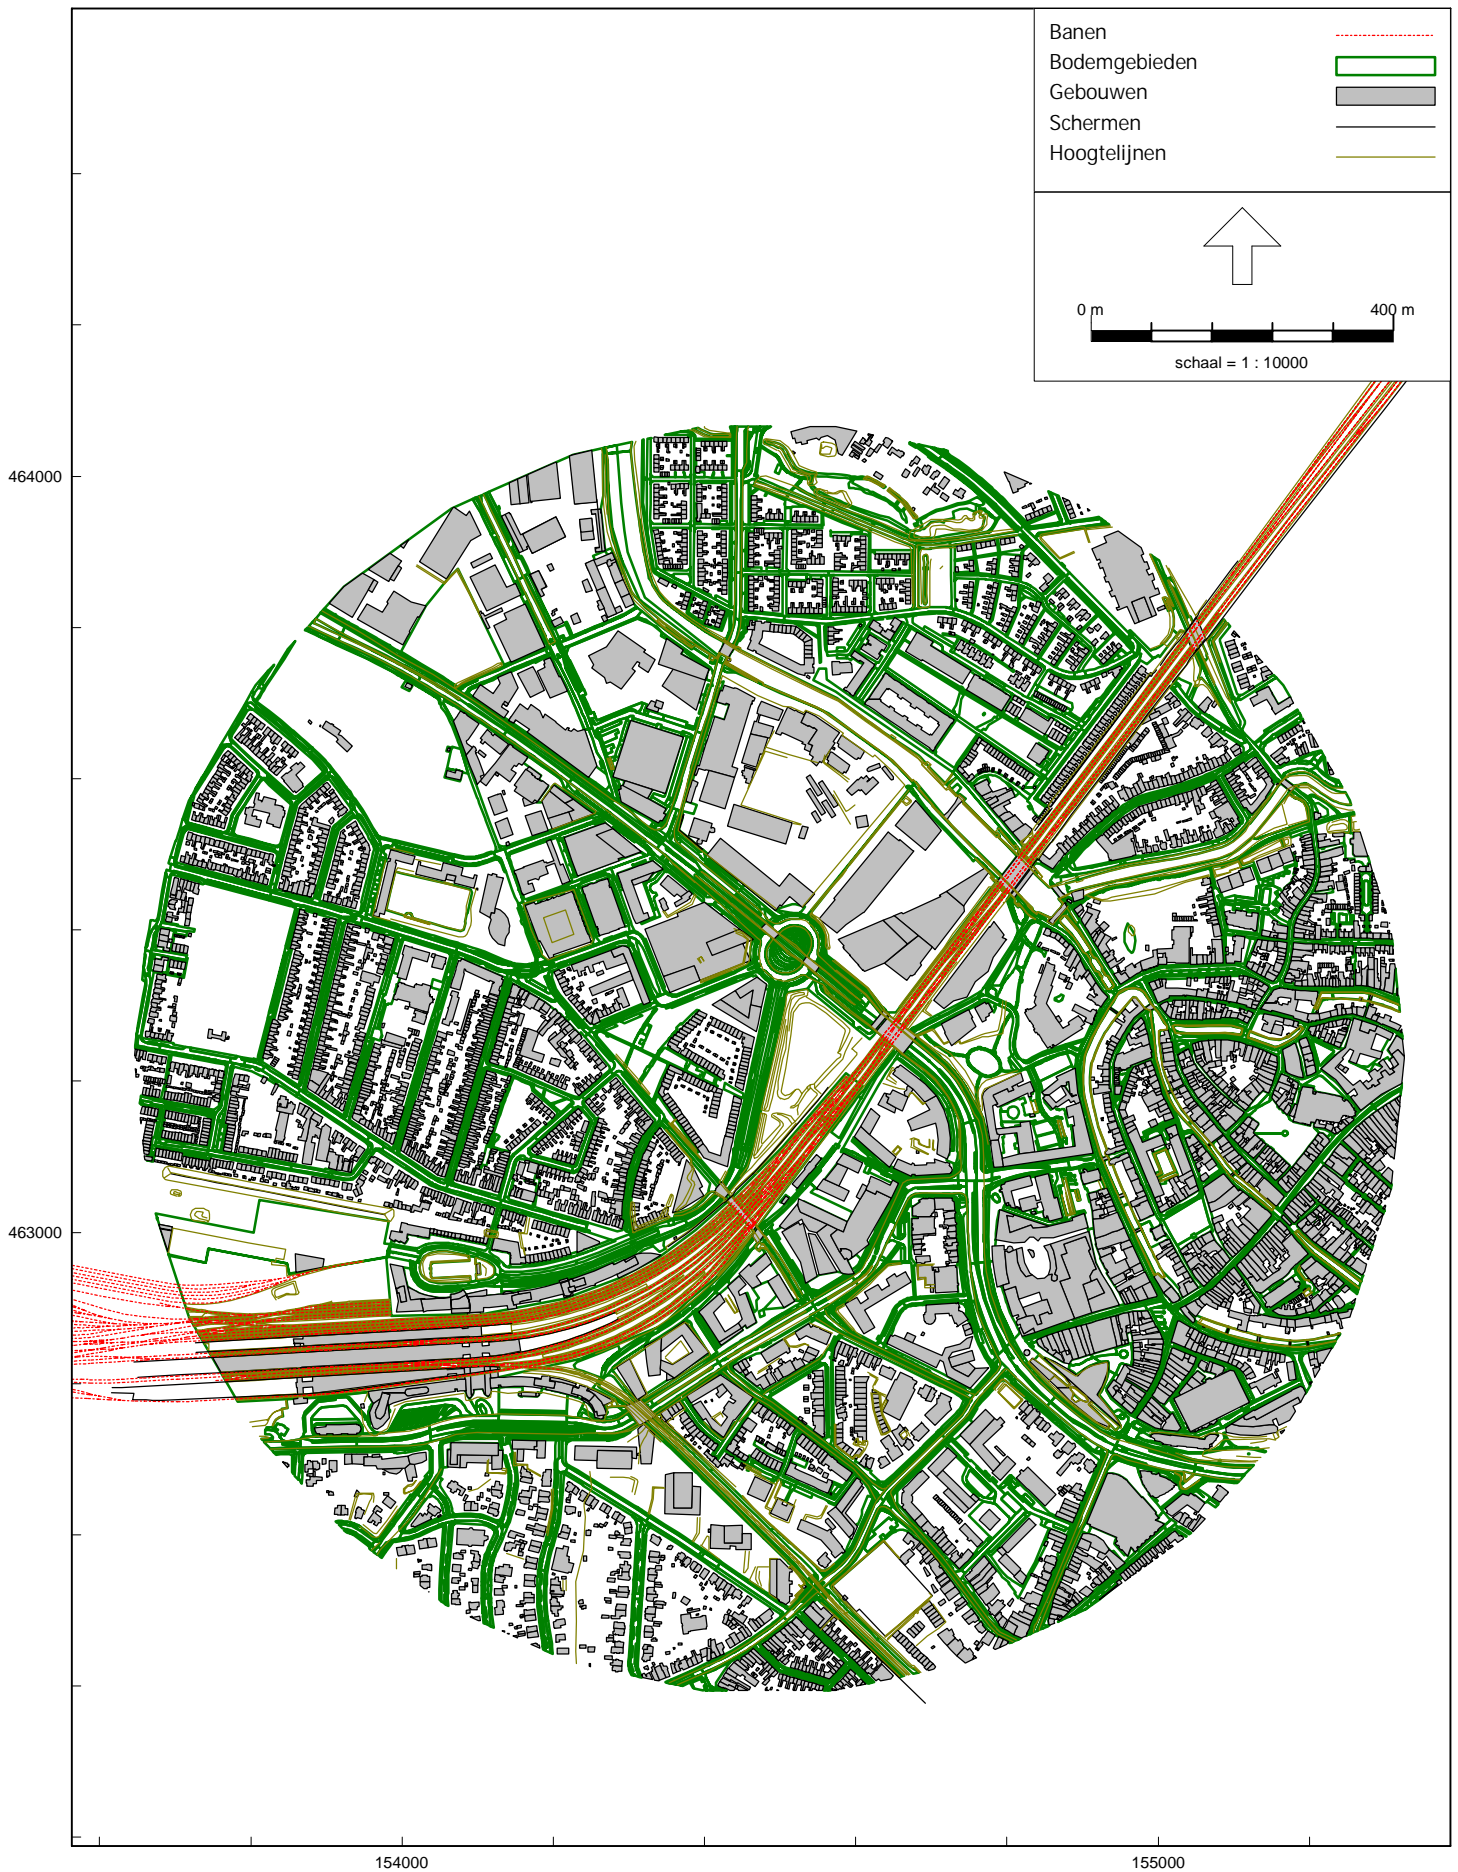 Banen
Bodemgebieden
Gebouwen
Schermen
Hoogtelijnen
0 m 400 m
schaal = 1 : 10000
464000
463000
154000 155000